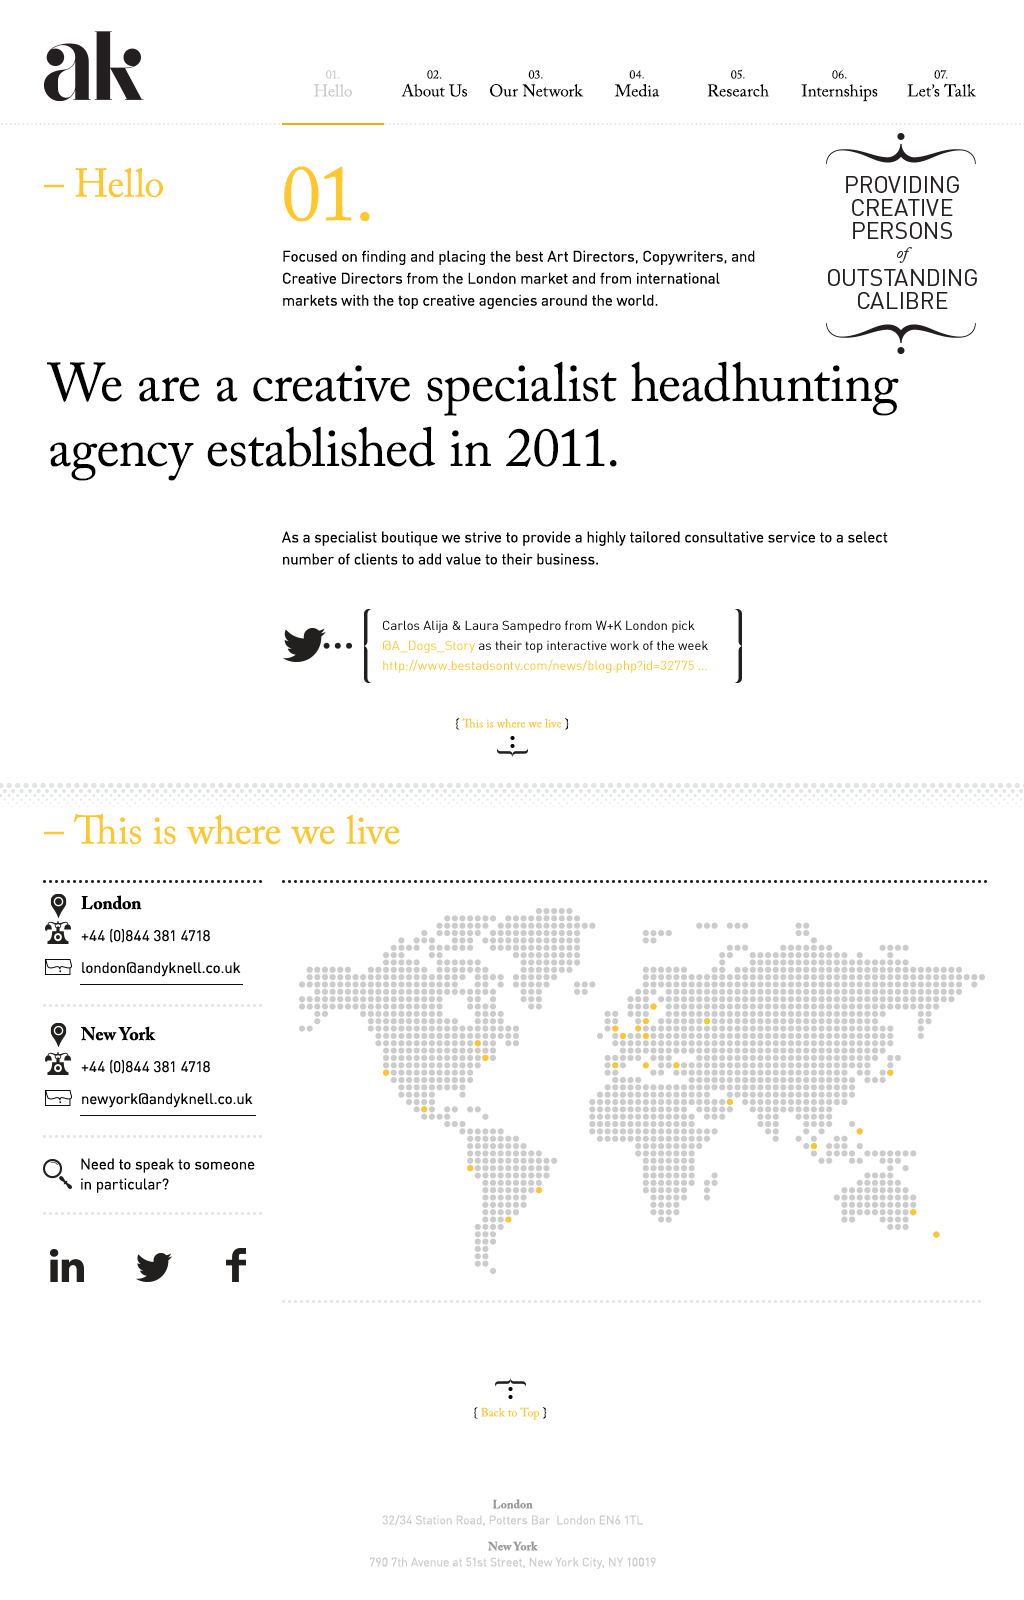 ak
01.
Hello
02.
About Us
03.
Our Network
04.
Media
05.
Research
06.
Internships
07.
Let's Talk
– Hello
01.
Focused on finding and placing the best Art Directors, Copywriters, and
Creative Directors from the London market and from international
markets with the top creative agencies around the world.
PROVIDING
CREATIVE
PERSONS
of
OUTSTANDING
CALIBRE
We are a creative specialist headhunting
agency established in 2011.
As a specialist boutique we strive to provide a highly tailored consultative service to a select
number of clients to add value to their business.
Carlos Alija & Laura Sampedro from W+K London pick
@A_Dogs_Story as their top interactive work of the week
http://www.bestadsontv.com/news/blog.php?id=32775 ...
{ This is where we live }
– This is where we live
London
+44 (0)844 381 4718
london@andyknell.co.uk
New York
+44 (0)844 381 4718
newyork@andyknell.co.uk
Need to speak to someone
in particular?
in
f
{ Back to Top }
London
32/34 Station Road, Potters Bar London EN6 1TL
New York
790 7th Avenue at 51st Street, New York City, NY 10019